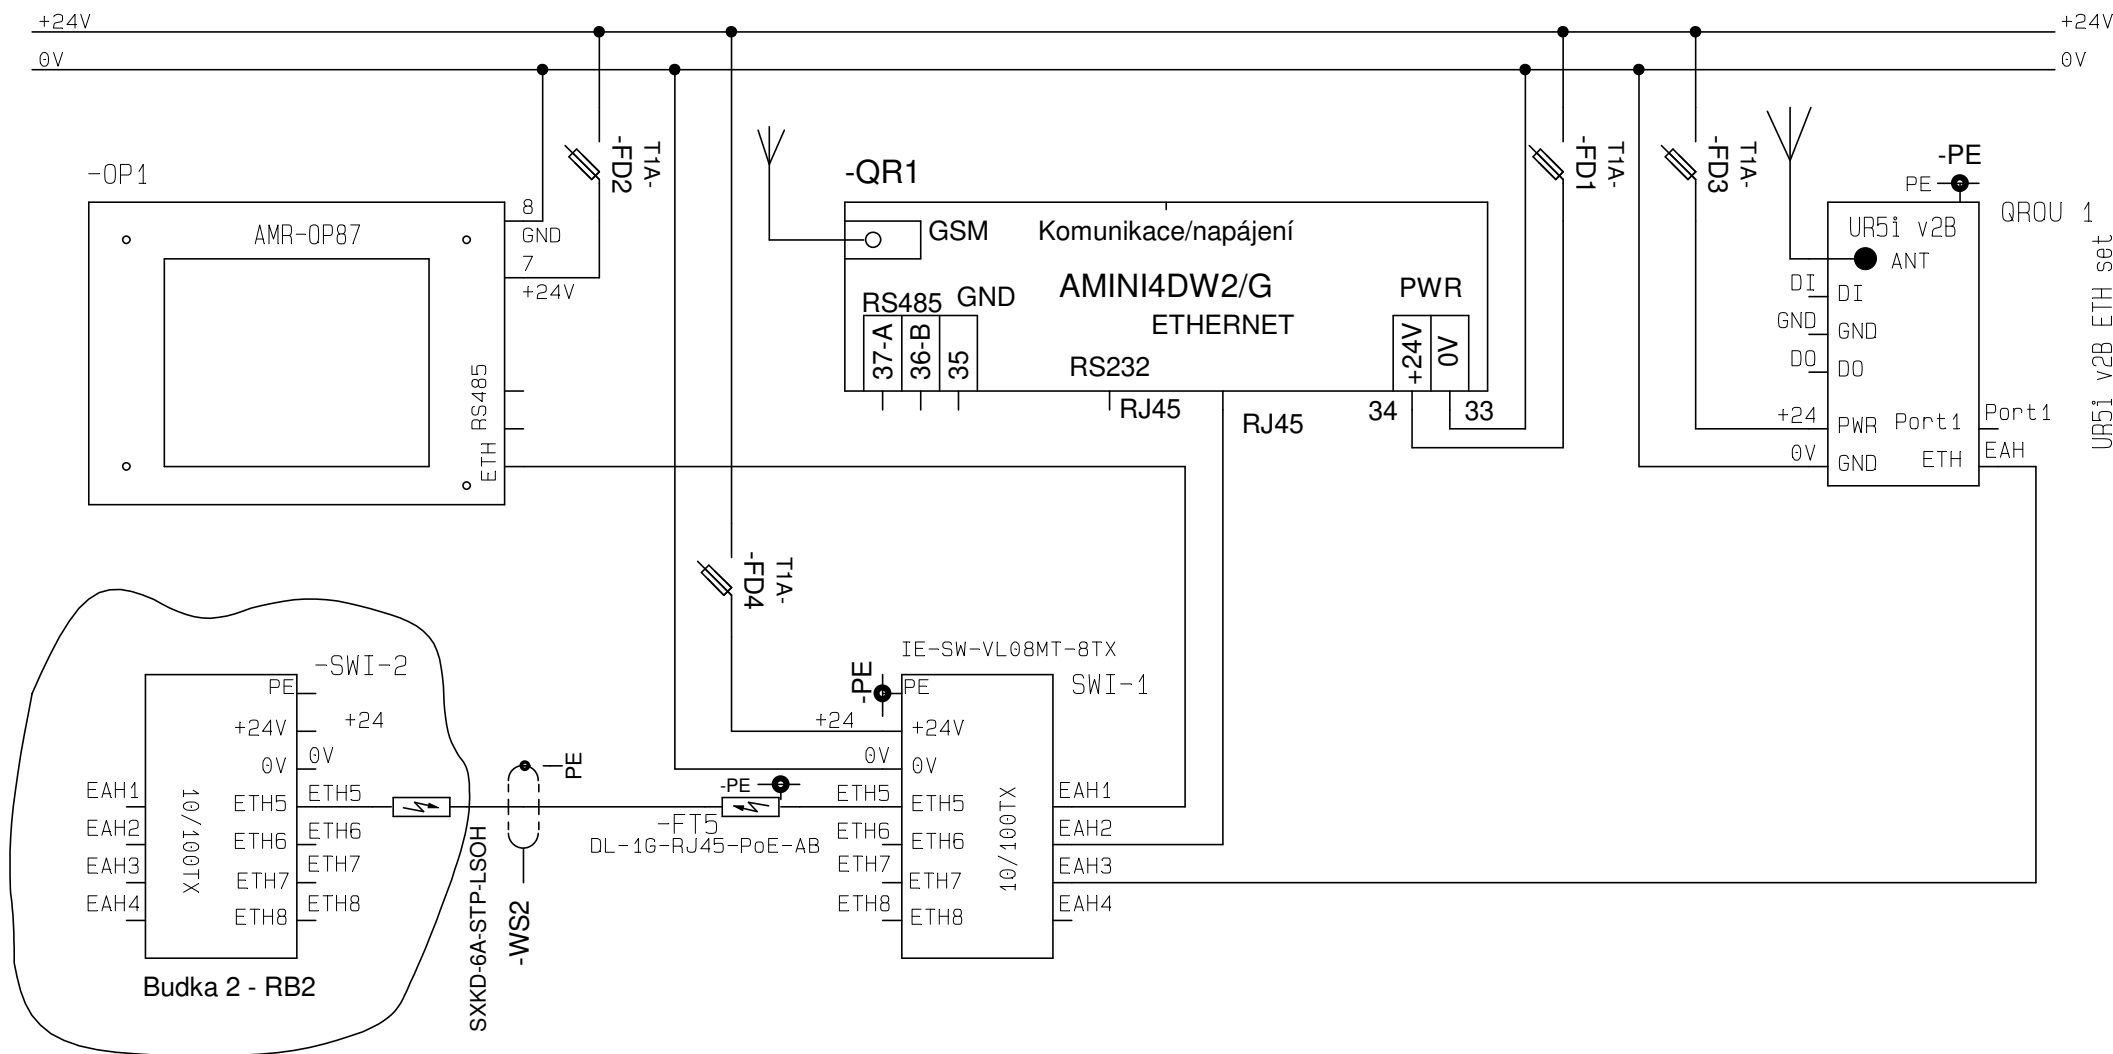 +24V
+24V
0V
0V
-OP1
AMR-OP87
8
GND
7
+24V
RS485
ETH
-FD2
T1A-
-QR1
GSM
Komunikace/napájení
AMINI4DW2/G
ETHERNET
PWR
RS485
GND
37-A
36-B
35
RS232
+24V
0V
RJ45
RJ45
34
33
-FD1
T1A-
-FD3
T1A-
-PE
PE
QROU 1
UR5i v2B
ANT
UR5i v2B ETH set
DI
DI
GND
GND
DO
DO
+24
PWR
Port1
Port1
0V
GND
ETH
EAH
-FD4
T1A-
-SWI-2
PE
+24V
+24
0V
0V
EAH1
ETH5
ETH5
EAH2
ETH6
ETH6
EAH3
ETH7
ETH7
EAH4
ETH8
ETH8
10/100TX
Budka 2 - RB2
SXKD-6A-STP-LSOH
-WS2
PE
-PE
-FT5
DL-1G-RJ45-PoE-AB
IE-SW-VL08MT-8TX
SWI-1
-PE
PE
+24
+24V
0V
0V
ETH5
ETH5
EAH1
ETH6
ETH6
EAH2
ETH7
ETH7
EAH3
ETH8
ETH8
EAH4
10/100TX